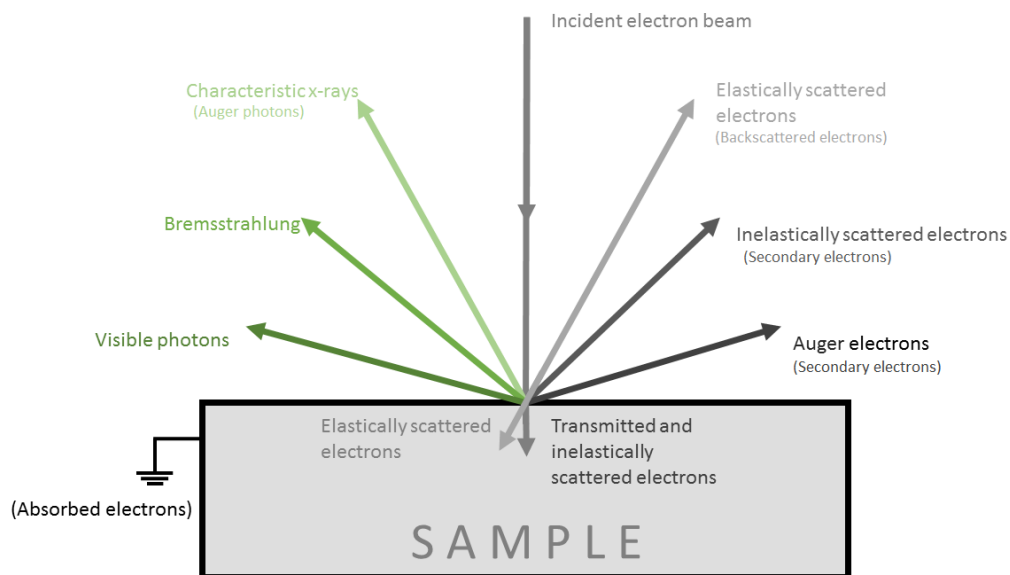 Incident electron beam
Characteristic x-rays
(Auger photons)
Elastically scattered
electrons
(Backscattered electrons)
Bremsstrahlung
Inelastically scattered electrons
(Secondary electrons)
Visible photons
Auger electrons
(Secondary electrons)
Elastically scattered
electrons
Transmitted and
inelastically
scattered electrons
(Absorbed electrons)
SAMPLE